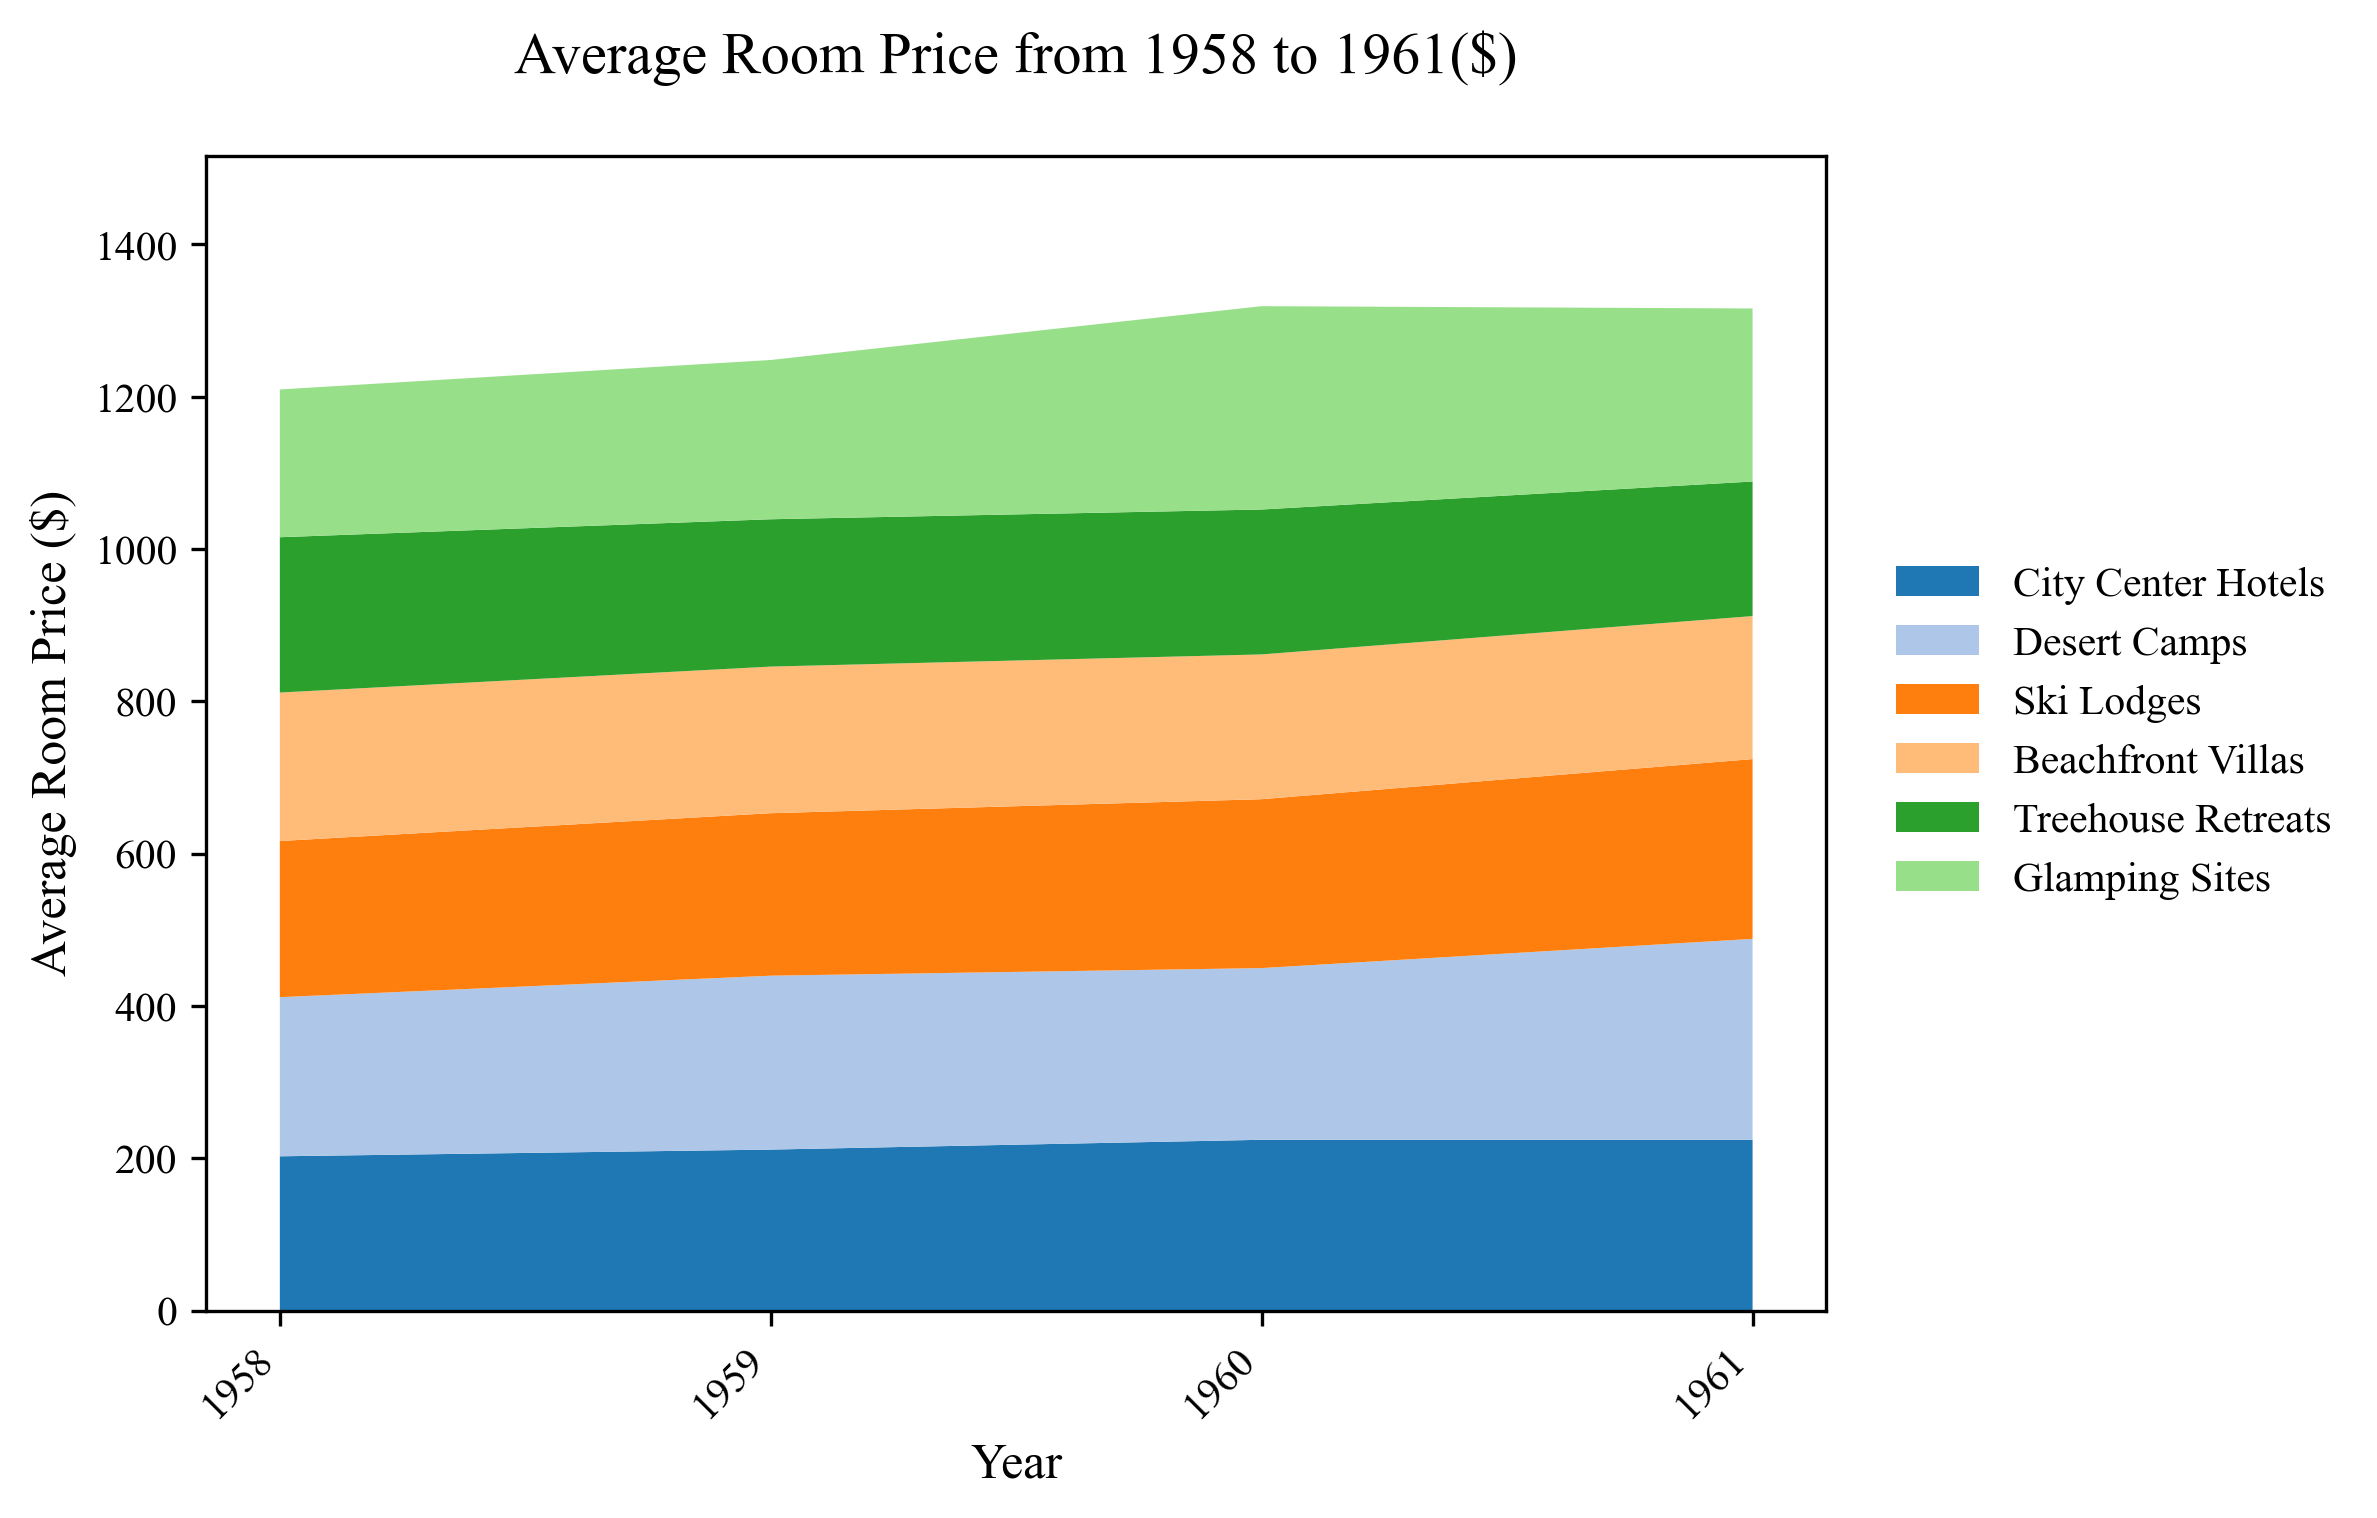 Average Room Price from 1958 to 1961($)
Average Room Price ($)
1400
1200
1000
800
600
400
200
0
1958
1959
1960
1961
Year
City Center Hotels
Desert Camps
Ski Lodges
Beachfront Villas
Treehouse Retreats
Glamping Sites